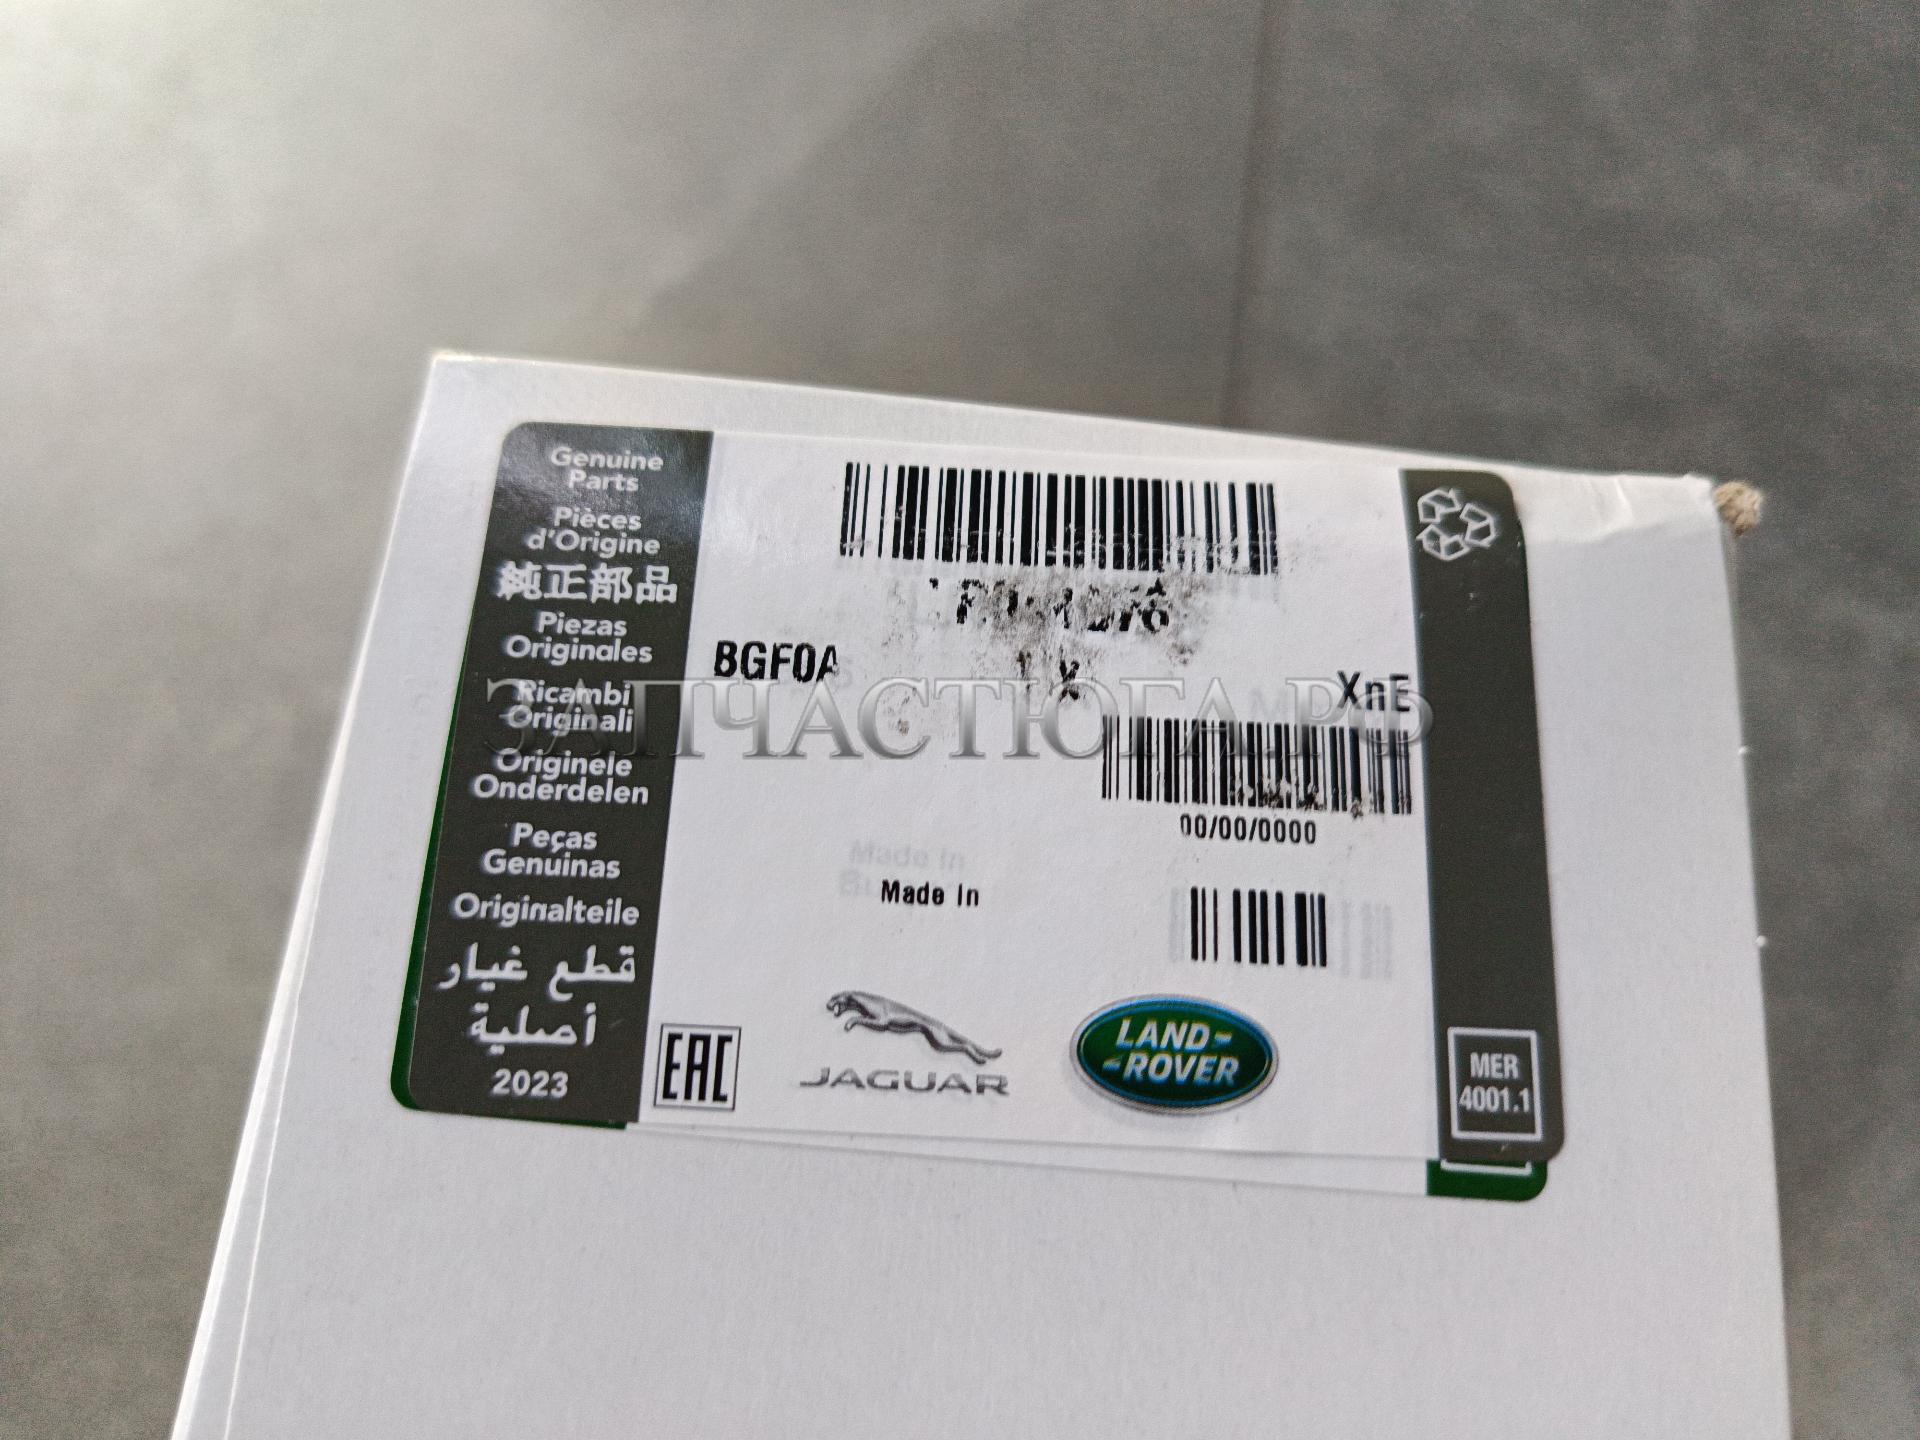 Genuine
Parts
Pièces
d'Origine
純正部品
Piezas
Originales
Ricambi
Originali
Originele
Onderdelen
Peças
Genuinas
Originalteile
قطع غيار
أصلية
2023
BGF0A
1 X
XnE
ЗАПЧАСТЮГА.РФ
00/00/0000
Made In
Made In
EAC
JAGUAR
LAND-
-ROVER
MER
4001.1